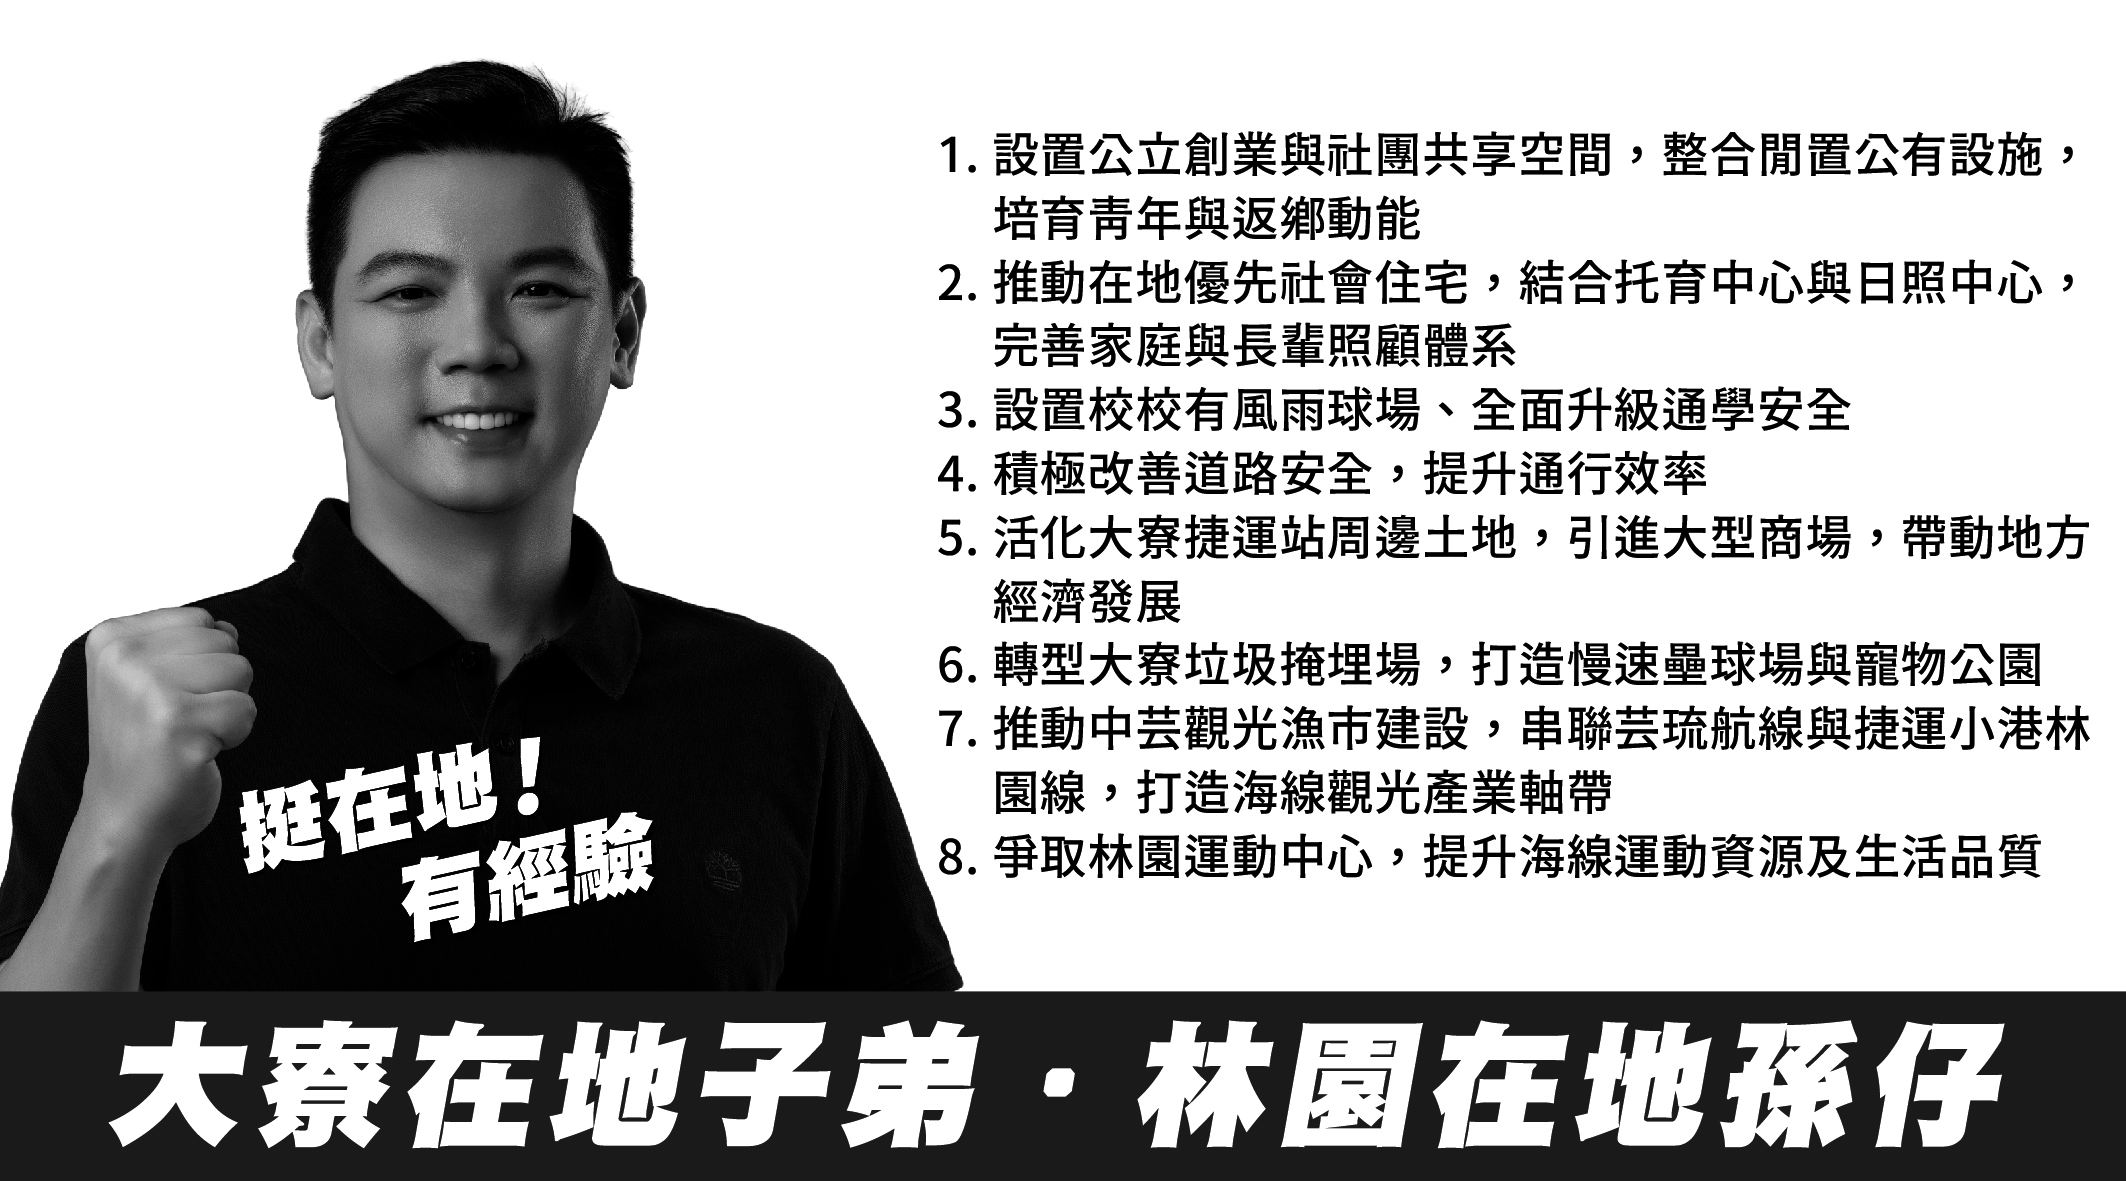 1. 設置公立創業與社團共享空間，整合閒置公有設施，
培育青年與返鄉動能
2. 推動在地優先社會住宅，結合托育中心與日照中心，
完善家庭與長輩照顧體系
3. 設置校校有風雨球場、全面升級通學安全
4. 積極改善道路安全，提升通行效率
5. 活化大寮捷運站周邊土地，引進大型商場，帶動地方
經濟發展
6. 轉型大寮垃圾掩埋場，打造慢速壘球場與寵物公園
7. 推動中芸觀光漁市建設，串聯芸琉航線與捷運小港林
園線，打造海線觀光產業軸帶
8. 爭取林園運動中心，提升海線運動資源及生活品質
挺在地！
有經驗
大寮在地子弟・林園在地孫仔